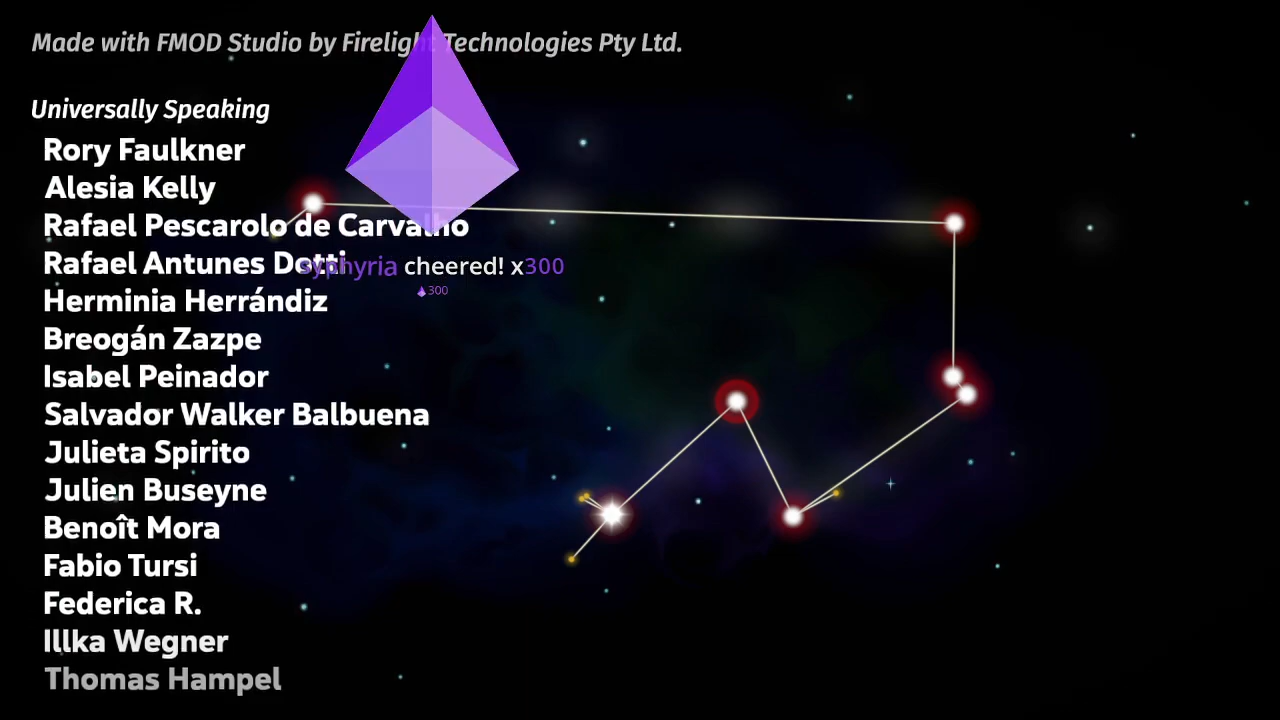 Made with FMOD Studio by Firelight Technologies Pty Ltd.
Universally Speaking
Rory Faulkner
Alesia Kelly
Rafael Pescarolo de Carvalho
Rafael Antunes Dotti
syphyria cheered! x300
300
Herminia Herrándiz
Breogán Zazpe
Isabel Peinador
Salvador Walker Balbuena
Julieta Spirito
Julien Buseyne
Benoît Mora
Fabio Tursi
Federica R.
Illka Wegner
Thomas Hampel